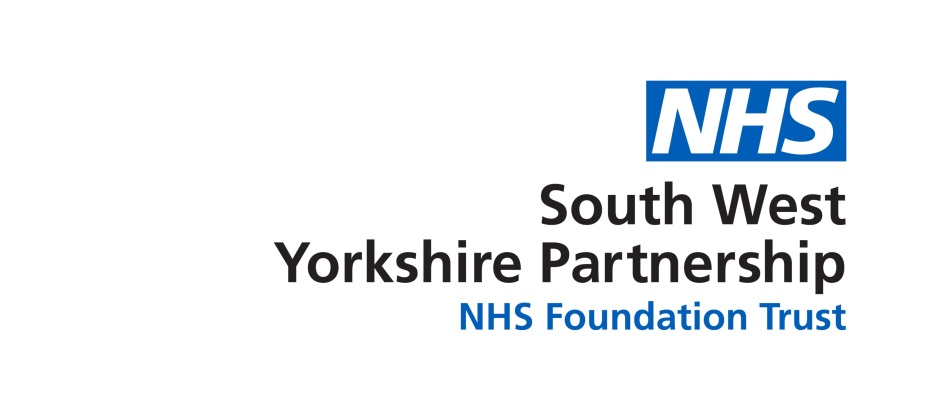 NHS
South West
Yorkshire Partnership
NHS Foundation Trust